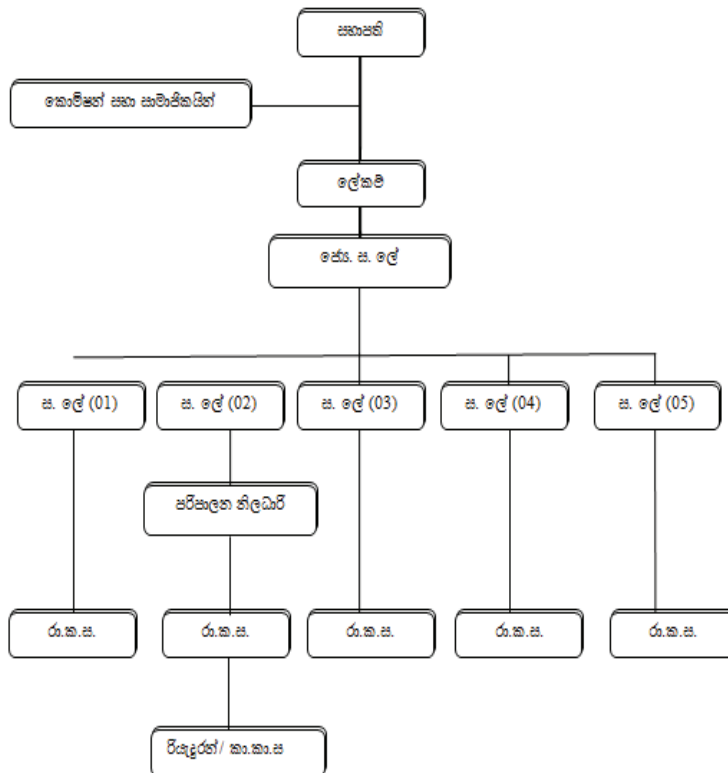 සභාපති
කොමිෂන් සභා සාමාජිකයින්
ලේකම්
ජ්‍යෙ. ස. ලේ
ස. ලේ (01)
ස. ලේ (02)
ස. ලේ (03)
ස. ලේ (04)
ස. ලේ (05)
පරිපාලන නිලධාරි
රා.ක.ස.
රා.ක.ස.
රා.ක.ස.
රා.ක.ස.
රා.ක.ස.
රියැදුරන්/ කා.කා.ස